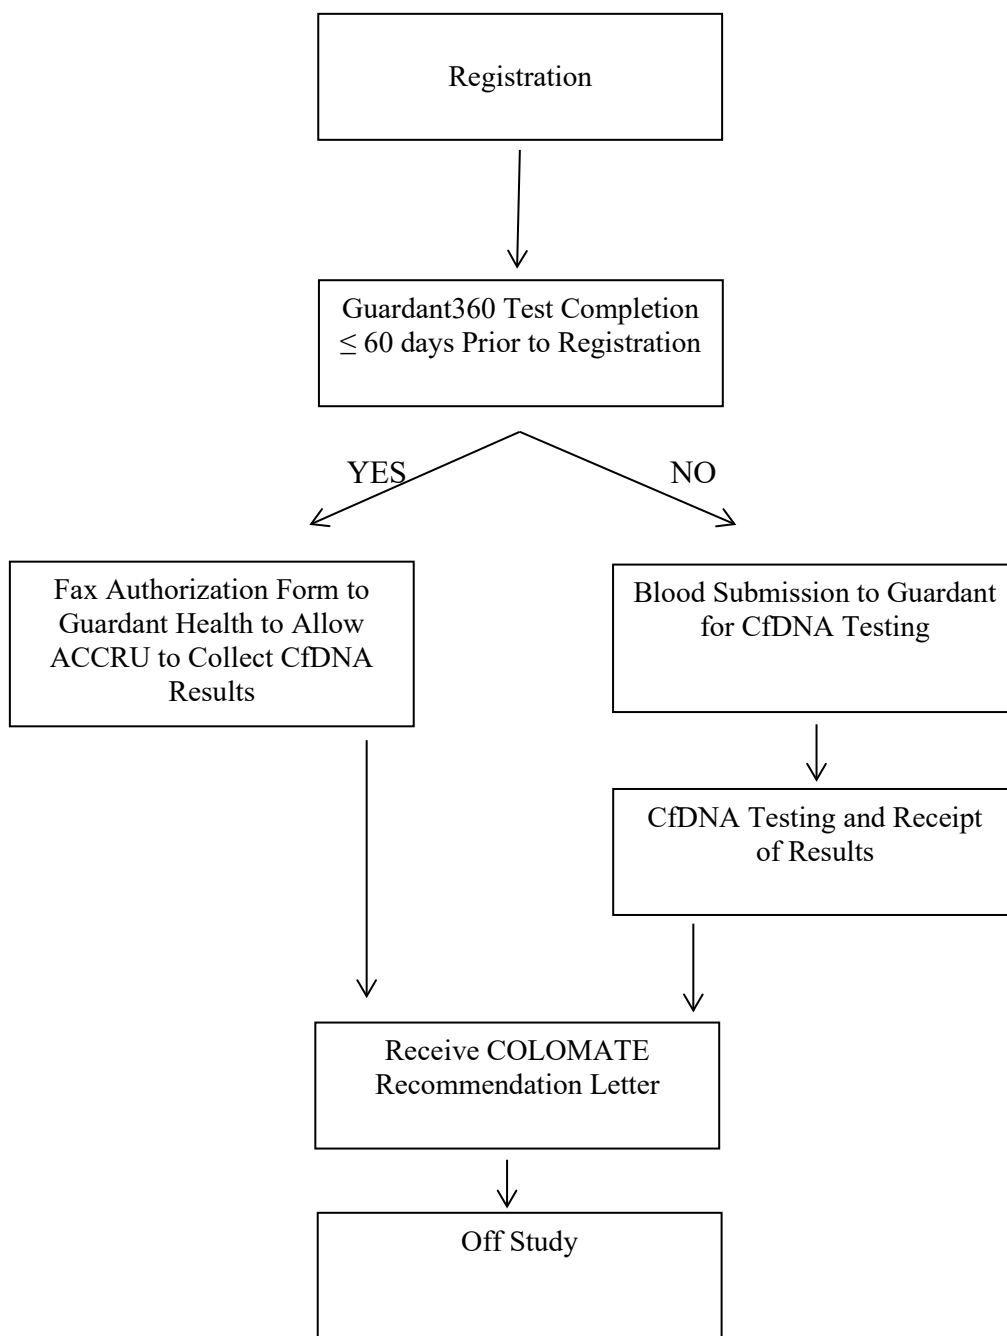 Registration
Guardant360 Test Completion
≤ 60 days Prior to Registration
YES
NO
Fax Authorization Form to
Guardant Health to Allow
ACCRU to Collect CfDNA
Results
Blood Submission to Guardant
for CfDNA Testing
CfDNA Testing and Receipt
of Results
Receive COLOMATE
Recommendation Letter
Off Study